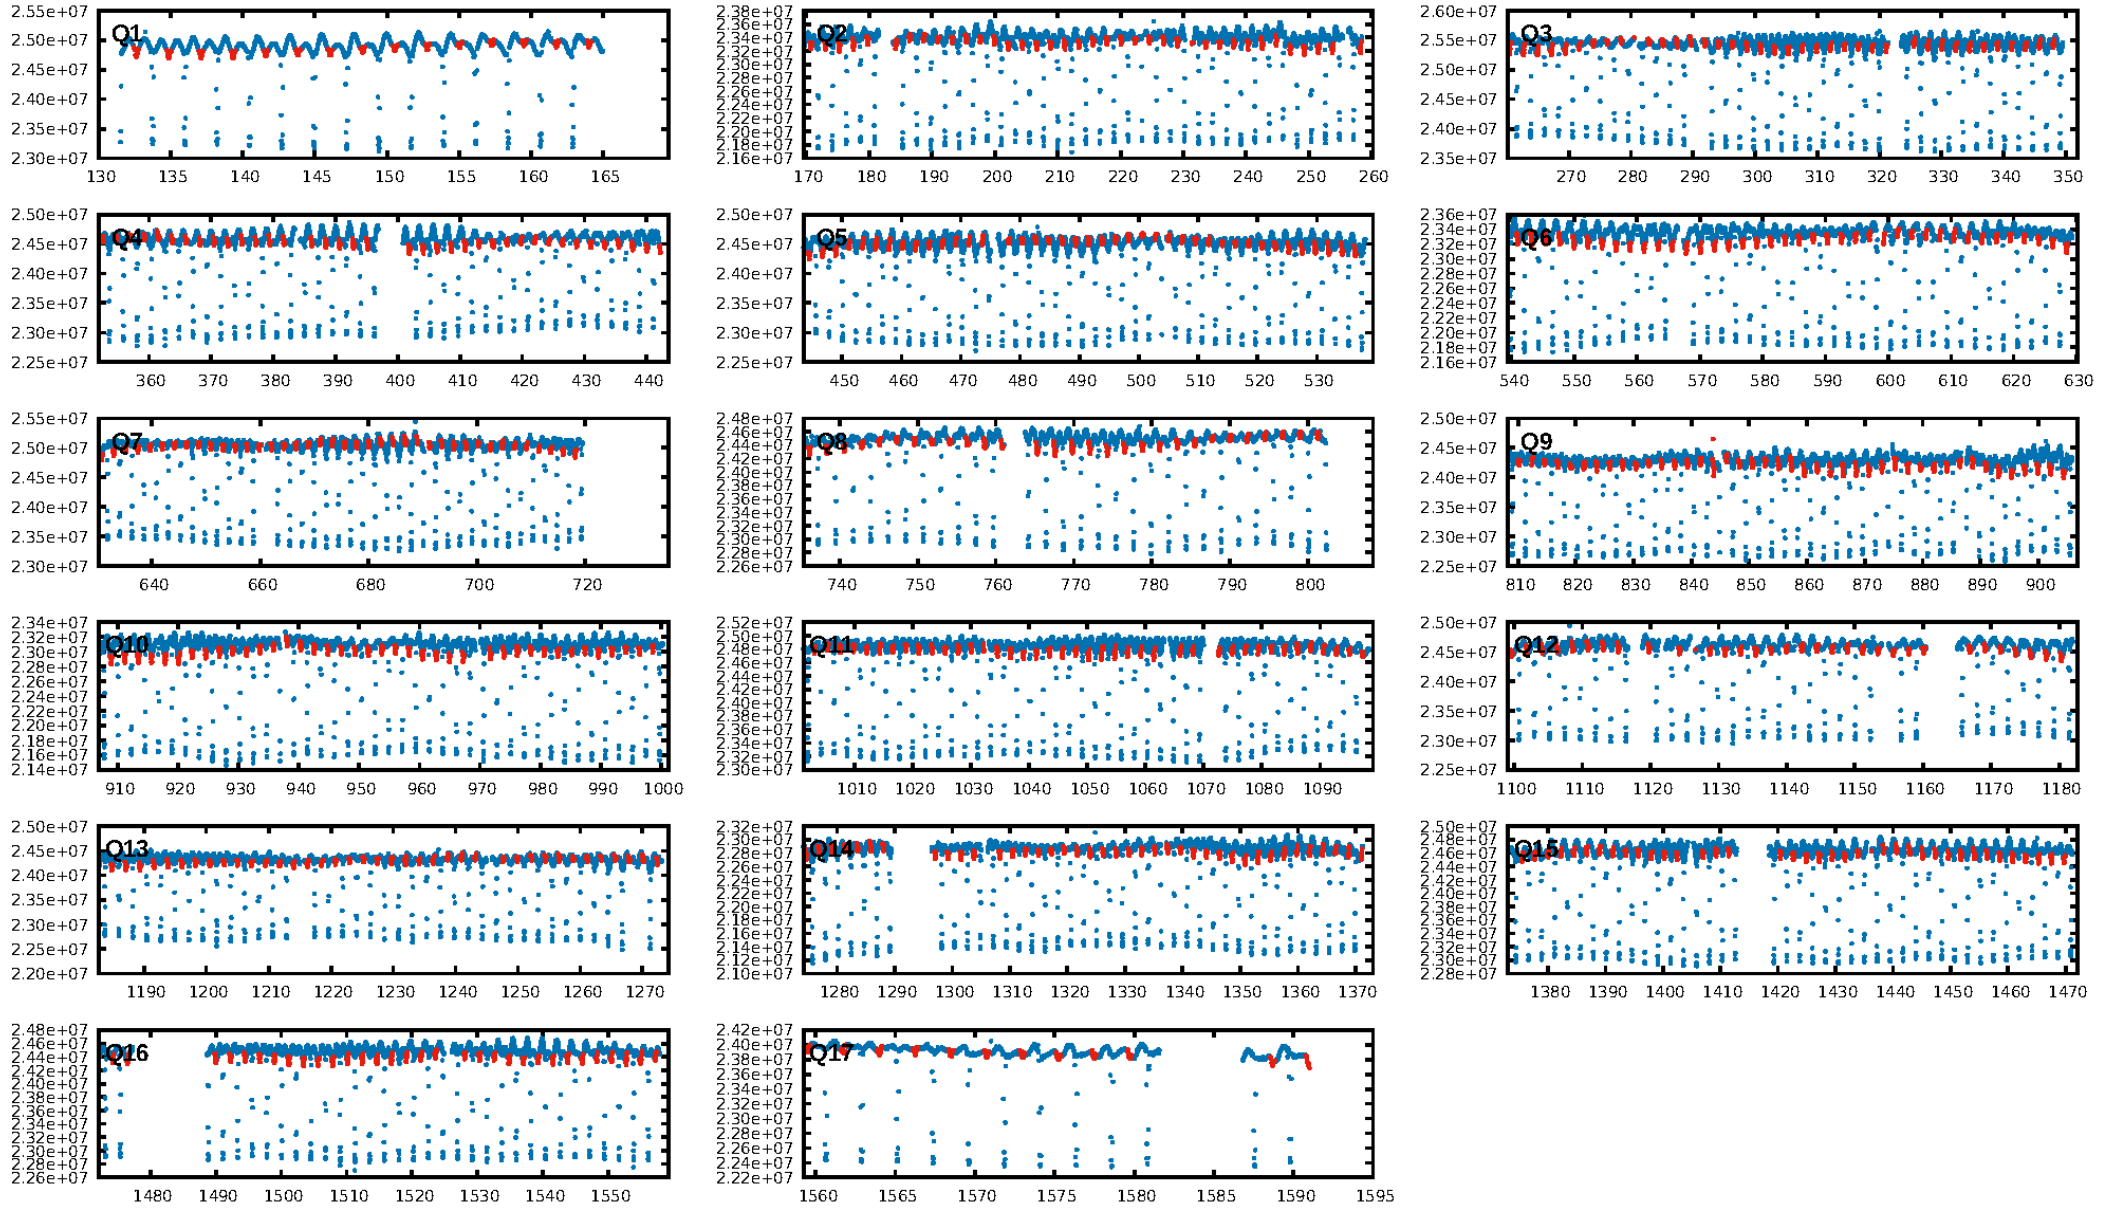 Q1
2.55e+07
2.50e+07
2.45e+07
2.40e+07
2.35e+07
2.30e+07
130 135 140 145 150 155 160 165
Q2
2.38e+07
2.36e+07
2.34e+07
2.32e+07
2.30e+07
2.28e+07
2.26e+07
2.24e+07
2.22e+07
2.20e+07
2.18e+07
2.16e+07
170 180 190 200 210 220 230 240 250 260
Q3
2.60e+07
2.55e+07
2.50e+07
2.45e+07
2.40e+07
2.35e+07
270 280 290 300 310 320 330 340 350
Q4
2.50e+07
2.45e+07
2.40e+07
2.35e+07
2.30e+07
2.25e+07
360 370 380 390 400 410 420 430 440
Q5
2.50e+07
2.45e+07
2.40e+07
2.35e+07
2.30e+07
2.25e+07
450 460 470 480 490 500 510 520 530
Q6
2.36e+07
2.34e+07
2.32e+07
2.30e+07
2.28e+07
2.26e+07
2.24e+07
2.22e+07
2.20e+07
2.18e+07
2.16e+07
540 550 560 570 580 590 600 610 620 630
Q7
2.55e+07
2.50e+07
2.45e+07
2.40e+07
2.35e+07
2.30e+07
640 660 680 700 720
Q8
2.48e+07
2.46e+07
2.44e+07
2.42e+07
2.40e+07
2.38e+07
2.36e+07
2.34e+07
2.32e+07
2.30e+07
2.28e+07
2.26e+07
740 750 760 770 780 790 800
Q9
2.50e+07
2.45e+07
2.40e+07
2.35e+07
2.30e+07
2.25e+07
810 820 830 840 850 860 870 880 890 900
Q10
2.34e+07
2.32e+07
2.30e+07
2.28e+07
2.26e+07
2.24e+07
2.22e+07
2.20e+07
2.18e+07
2.16e+07
2.14e+07
910 920 930 940 950 960 970 980 990 1000
Q11
2.52e+07
2.50e+07
2.48e+07
2.46e+07
2.44e+07
2.42e+07
2.40e+07
2.38e+07
2.36e+07
2.34e+07
2.32e+07
2.30e+07
1010 1020 1030 1040 1050 1060 1070 1080 1090
Q12
2.50e+07
2.45e+07
2.40e+07
2.35e+07
2.30e+07
2.25e+07
1100 1110 1120 1130 1140 1150 1160 1170 1180
Q13
2.50e+07
2.45e+07
2.40e+07
2.35e+07
2.30e+07
2.25e+07
2.20e+07
1190 1200 1210 1220 1230 1240 1250 1260 1270
Q14
2.32e+07
2.30e+07
2.28e+07
2.26e+07
2.24e+07
2.22e+07
2.20e+07
2.18e+07
2.16e+07
2.14e+07
2.12e+07
2.10e+07
1280 1290 1300 1310 1320 1330 1340 1350 1360 1370
Q15
2.50e+07
2.48e+07
2.46e+07
2.44e+07
2.42e+07
2.40e+07
2.38e+07
2.36e+07
2.34e+07
2.32e+07
2.30e+07
2.28e+07
1380 1390 1400 1410 1420 1430 1440 1450 1460 1470
Q16
2.48e+07
2.46e+07
2.44e+07
2.42e+07
2.40e+07
2.38e+07
2.36e+07
2.34e+07
2.32e+07
2.30e+07
2.28e+07
2.26e+07
1480 1490 1500 1510 1520 1530 1540 1550
Q17
2.42e+07
2.40e+07
2.38e+07
2.36e+07
2.34e+07
2.32e+07
2.30e+07
2.28e+07
2.26e+07
2.24e+07
2.22e+07
1560 1565 1570 1575 1580 1585 1590 1595